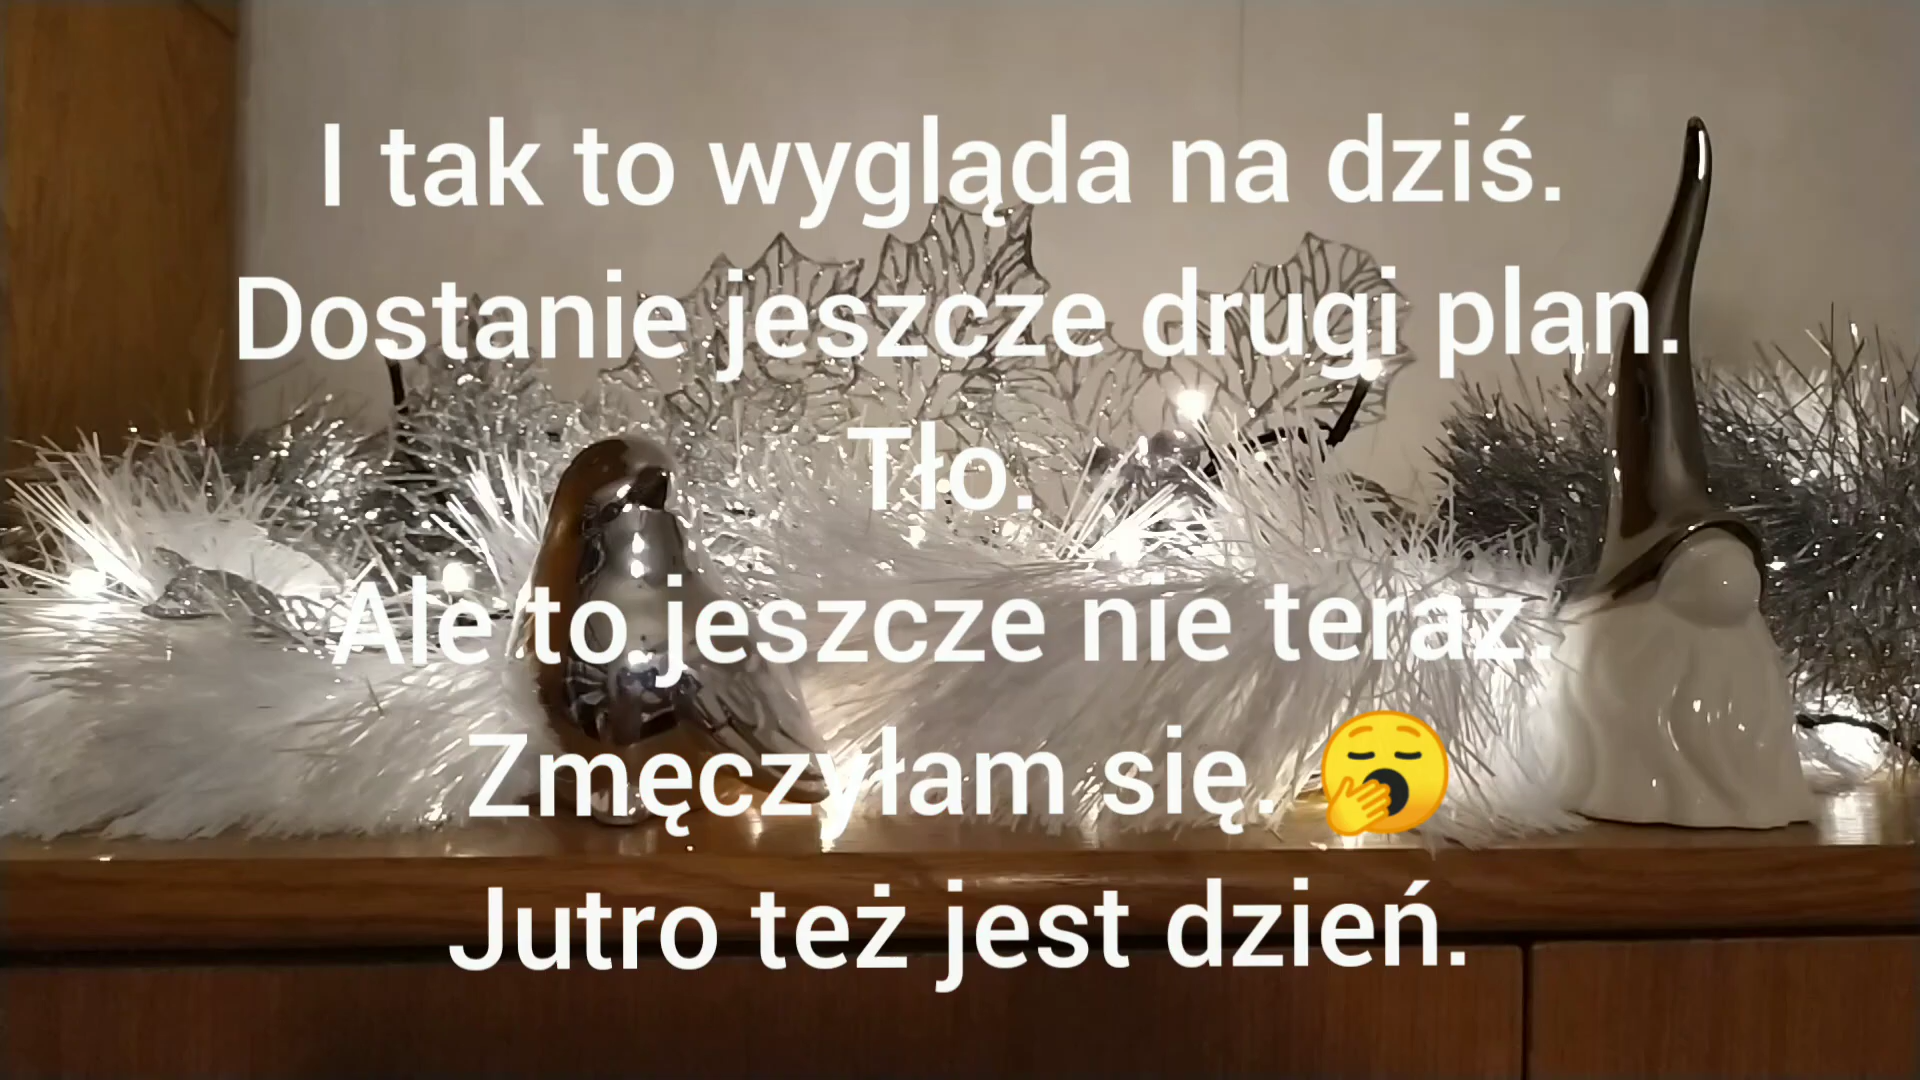 I tak to wygląda na dziś.
Dostanie jeszcze drugi plan.
Tło.
Ale to jeszcze nie teraz.
Zmęczyłam się. 🥱
Jutro też jest dzień.